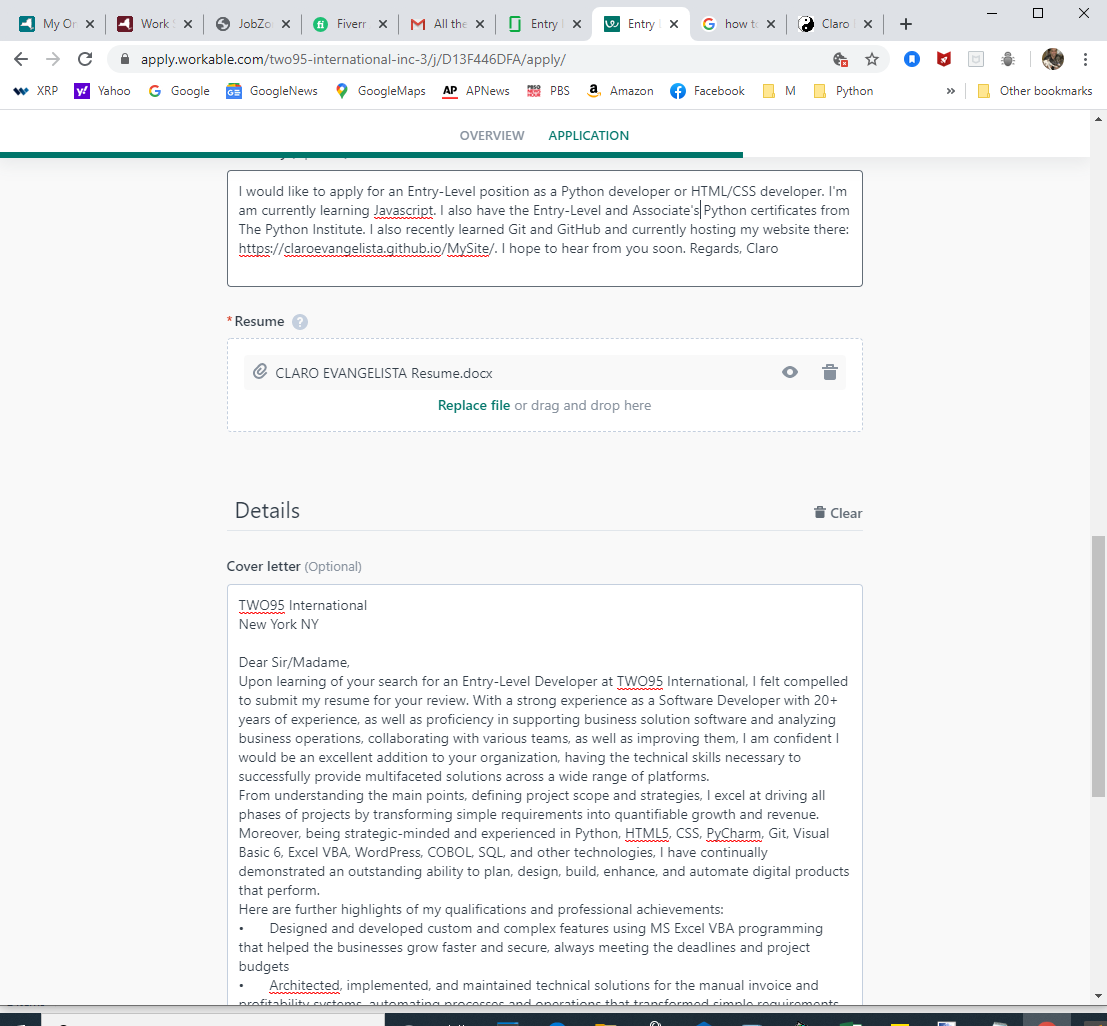 My Or
Work S
JobZo
Fiverr
All the
Entry l
Entry l
how to
Claro
apply.workable.com/two95-international-inc-3/j/D13F446DFA/apply/
XRP
Yahoo
Google
GoogleNews
GoogleMaps
AP APNews
PBS
Amazon
Facebook
M
Python
»
Other bookmarks
OVERVIEW
APPLICATION
I would like to apply for an Entry-Level position as a Python developer or HTML/CSS developer. I'm
am currently learning Javascript. I also have the Entry-Level and Associate's Python certificates from
The Python Institute. I also recently learned Git and GitHub and currently hosting my website there:
https://claroevangelista.github.io/MySite/. I hope to hear from you soon. Regards, Claro
* Resume ?
CLARO EVANGELISTA Resume.docx
Replace file or drag and drop here
Details
Clear
Cover letter (Optional)
TWO95 International
New York NY
Dear Sir/Madame,
Upon learning of your search for an Entry-Level Developer at TWO95 International, I felt compelled
to submit my resume for your review. With a strong experience as a Software Developer with 20+
years of experience, as well as proficiency in supporting business solution software and analyzing
business operations, collaborating with various teams, as well as improving them, I am confident I
would be an excellent addition to your organization, having the technical skills necessary to
successfully provide multifaceted solutions across a wide range of platforms.
From understanding the main points, defining project scope and strategies, I excel at driving all
phases of projects by transforming simple requirements into quantifiable growth and revenue.
Moreover, being strategic-minded and experienced in Python, HTML5, CSS, PyCharm, Git, Visual
Basic 6, Excel VBA, WordPress, COBOL, SQL, and other technologies, I have continually
demonstrated an outstanding ability to plan, design, build, enhance, and automate digital products
that perform.
Here are further highlights of my qualifications and professional achievements:
• Designed and developed custom and complex features using MS Excel VBA programming
that helped the businesses grow faster and secure, always meeting the deadlines and project
budgets
• Architected, implemented, and maintained technical solutions for the manual invoice and
profitability systems, automating processes and operations that transformed simple requirements